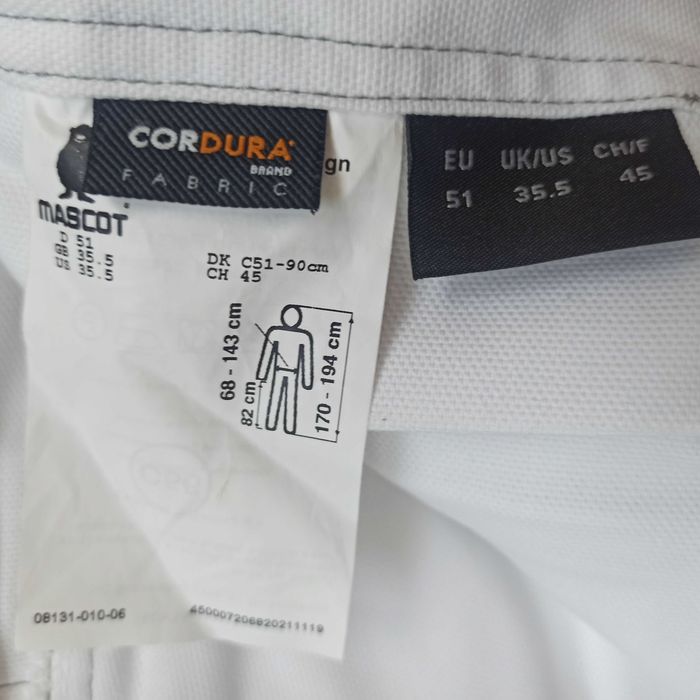 CORDURA
BRAND
FABRIC
gn
MASCOT
D 51
GB 35.5
US 35.5
DK C51-90cm
CH 45
68 - 143 cm
82 cm
170 - 194 cm
08131-010-06
450007206820211119
EU UK/US CH/F
51 35.5 45